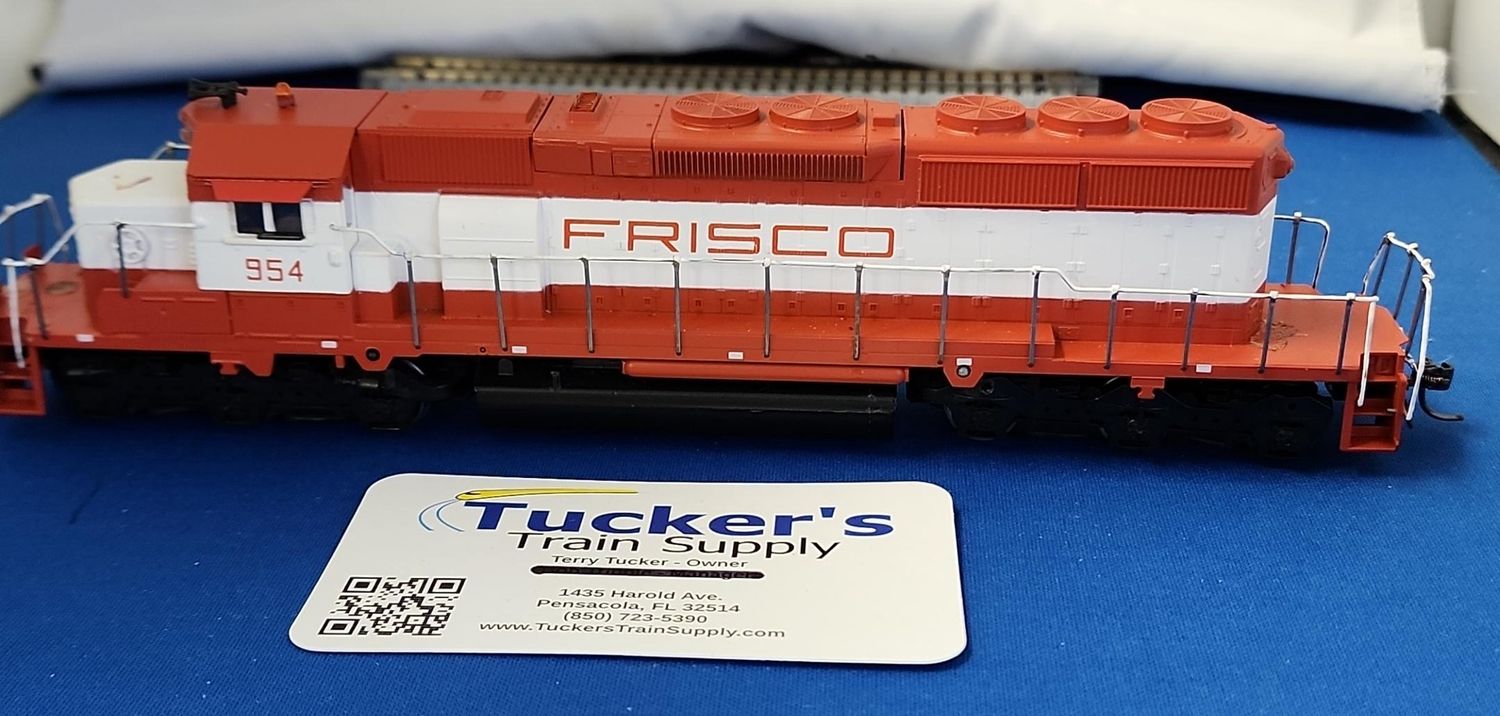 FRISCO
954
Tucker's
Train Supply
Terry Tucker - Owner
1435 Harold Ave.
Pensacola, FL 32514
(850) 723-5390
www.TuckersTrainSupply.com